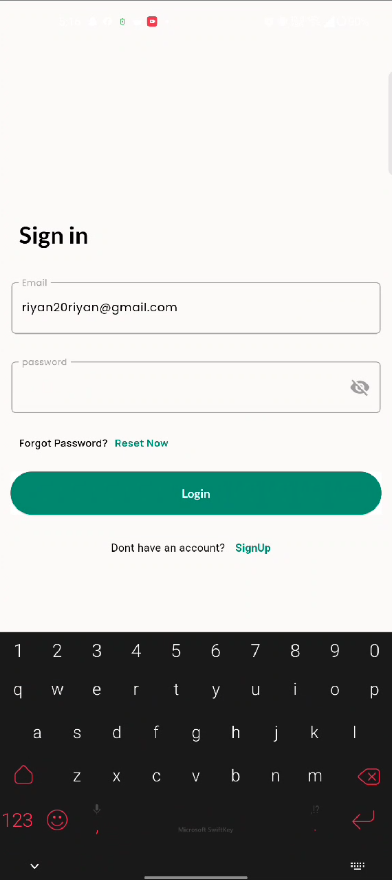 Sign in
Email
riyan20riyan@gmail.com
password
Forgot Password? Reset Now
Login
Dont have an account? SignUp
1 2 3 4 5 6 7 8 9 0
q w e r t y u i o p
a s d f g h j k l
z x c v b n m
123 , Microsoft SwiftKey .